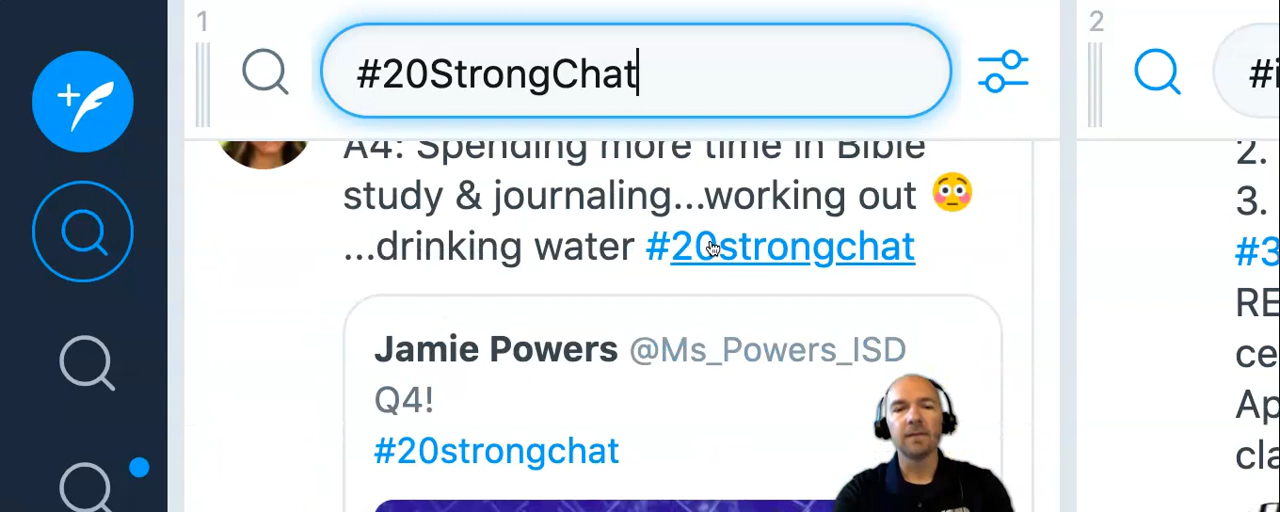 1
#20StrongChat
A4: Spending more time in Bible
study & journaling...working out 😳
...drinking water #20strongchat
Jamie Powers @Ms_Powers_ISD
Q4!
#20strongchat
2
#i
2.
3.
#3
RE
ce
Ap
cla